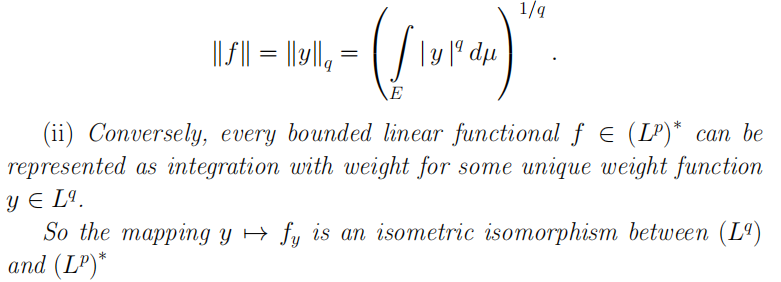 ‖f‖ = ‖y‖_q = ( ∫_E | y |^q dμ )^{1/q} .
(ii) Conversely, every bounded linear functional f ∈ (L^p)^* can be
represented as integration with weight for some unique weight function
y ∈ L^q.
So the mapping y ↦ f_y is an isometric isomorphism between (L^q)
and (L^p)^*